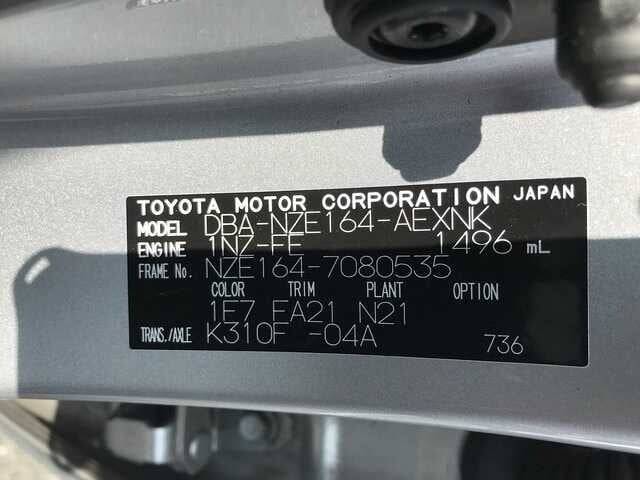 TOYOTA MOTOR CORPORATION JAPAN
MODEL DBA-NZE164-AEXNK
ENGINE 1NZ-FE 1496 mL
FRAME No. NZE164-7080535
COLOR TRIM PLANT OPTION
1E7 FA21 N21
TRANS./AXLE K310F -04A 736